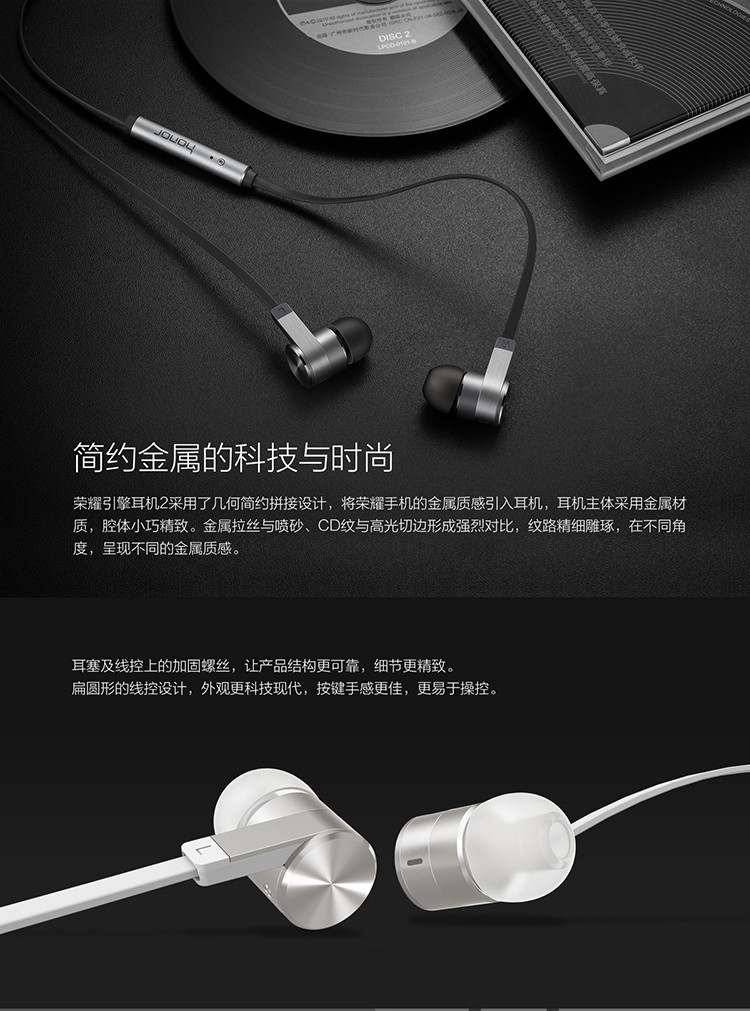 DISC 2
LPCD-0101-B
honor
L
简约金属的科技与时尚
荣耀引擎耳机2采用了几何简约拼接设计，将荣耀手机的金属质感引入耳机，耳机主体采用金属材
质，腔体小巧精致。金属拉丝与喷砂、CD纹与高光切边形成强烈对比，纹路精细雕琢，在不同角
度，呈现不同的金属质感。
耳塞及线控上的加固螺丝，让产品结构更可靠，细节更精致。
扁圆形的线控设计，外观更科技现代，按键手感更佳，更易于操控。
L